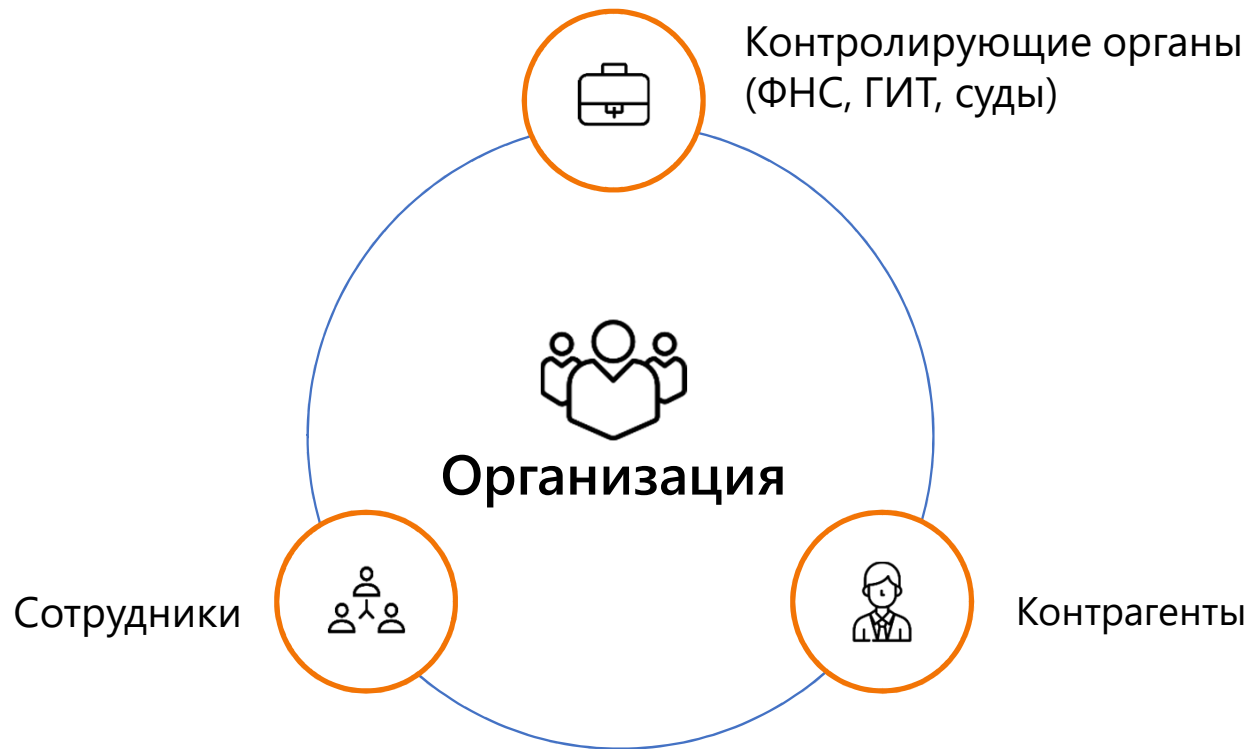 Контролирующие органы
(ФНС, ГИТ, суды)
Организация
Сотрудники
Контрагенты